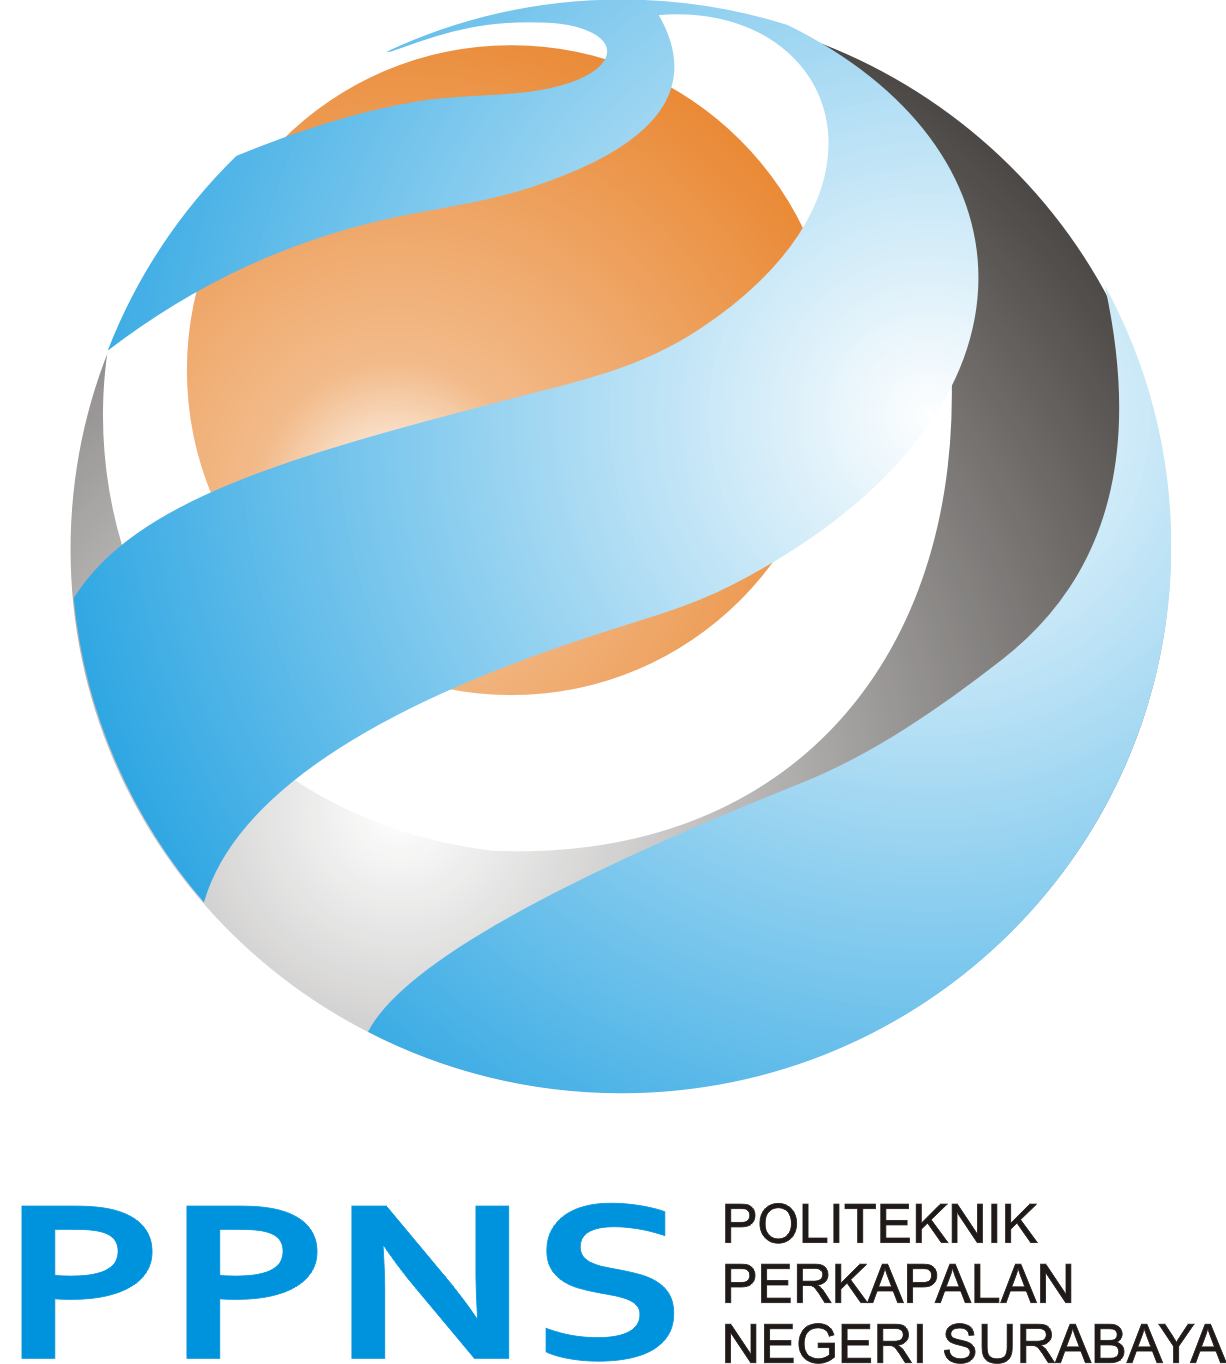 PPNS
POLITEKNIK
PERKAPALAN
NEGERI SURABAYA